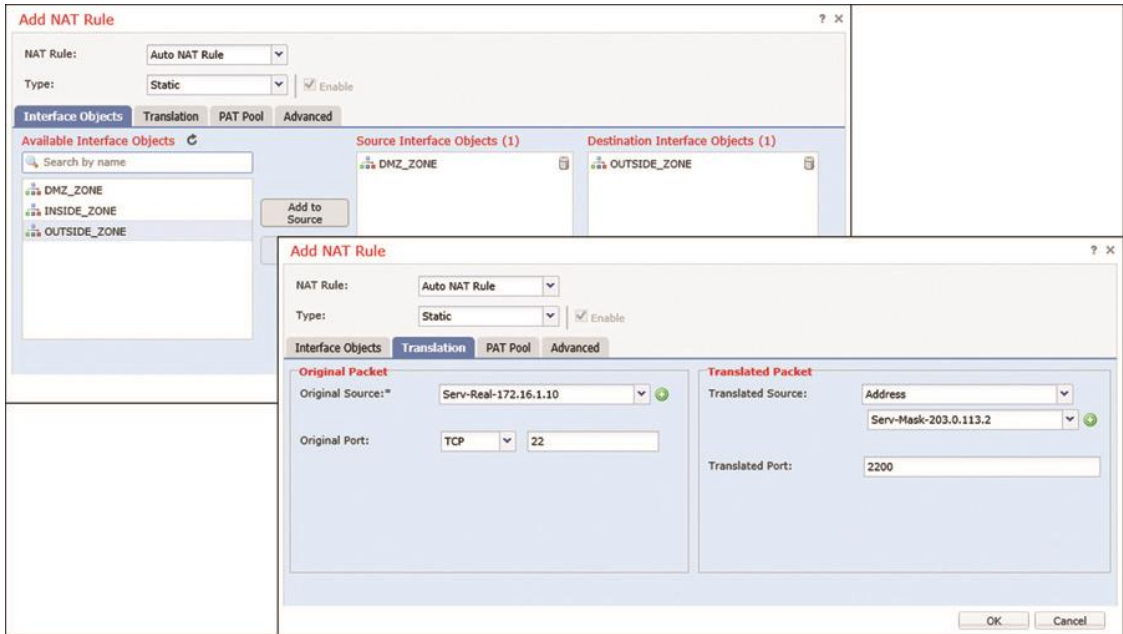 Add NAT Rule
? ×
NAT Rule: Auto NAT Rule
Type: Static Enable
Interface Objects Translation PAT Pool Advanced
Available Interface Objects Source Interface Objects (1) Destination Interface Objects (1)
Search by name DMZ_ZONE OUTSIDE_ZONE
DMZ_ZONE
INSIDE_ZONE
OUTSIDE_ZONE
Add to
Source
Add NAT Rule
? ×
NAT Rule: Auto NAT Rule
Type: Static Enable
Interface Objects Translation PAT Pool Advanced
Original Packet Translated Packet
Original Source:* Serv-Real-172.16.1.10 Translated Source: Address
Serv-Mask-203.0.113.2
Original Port: TCP 22
Translated Port: 2200
OK Cancel